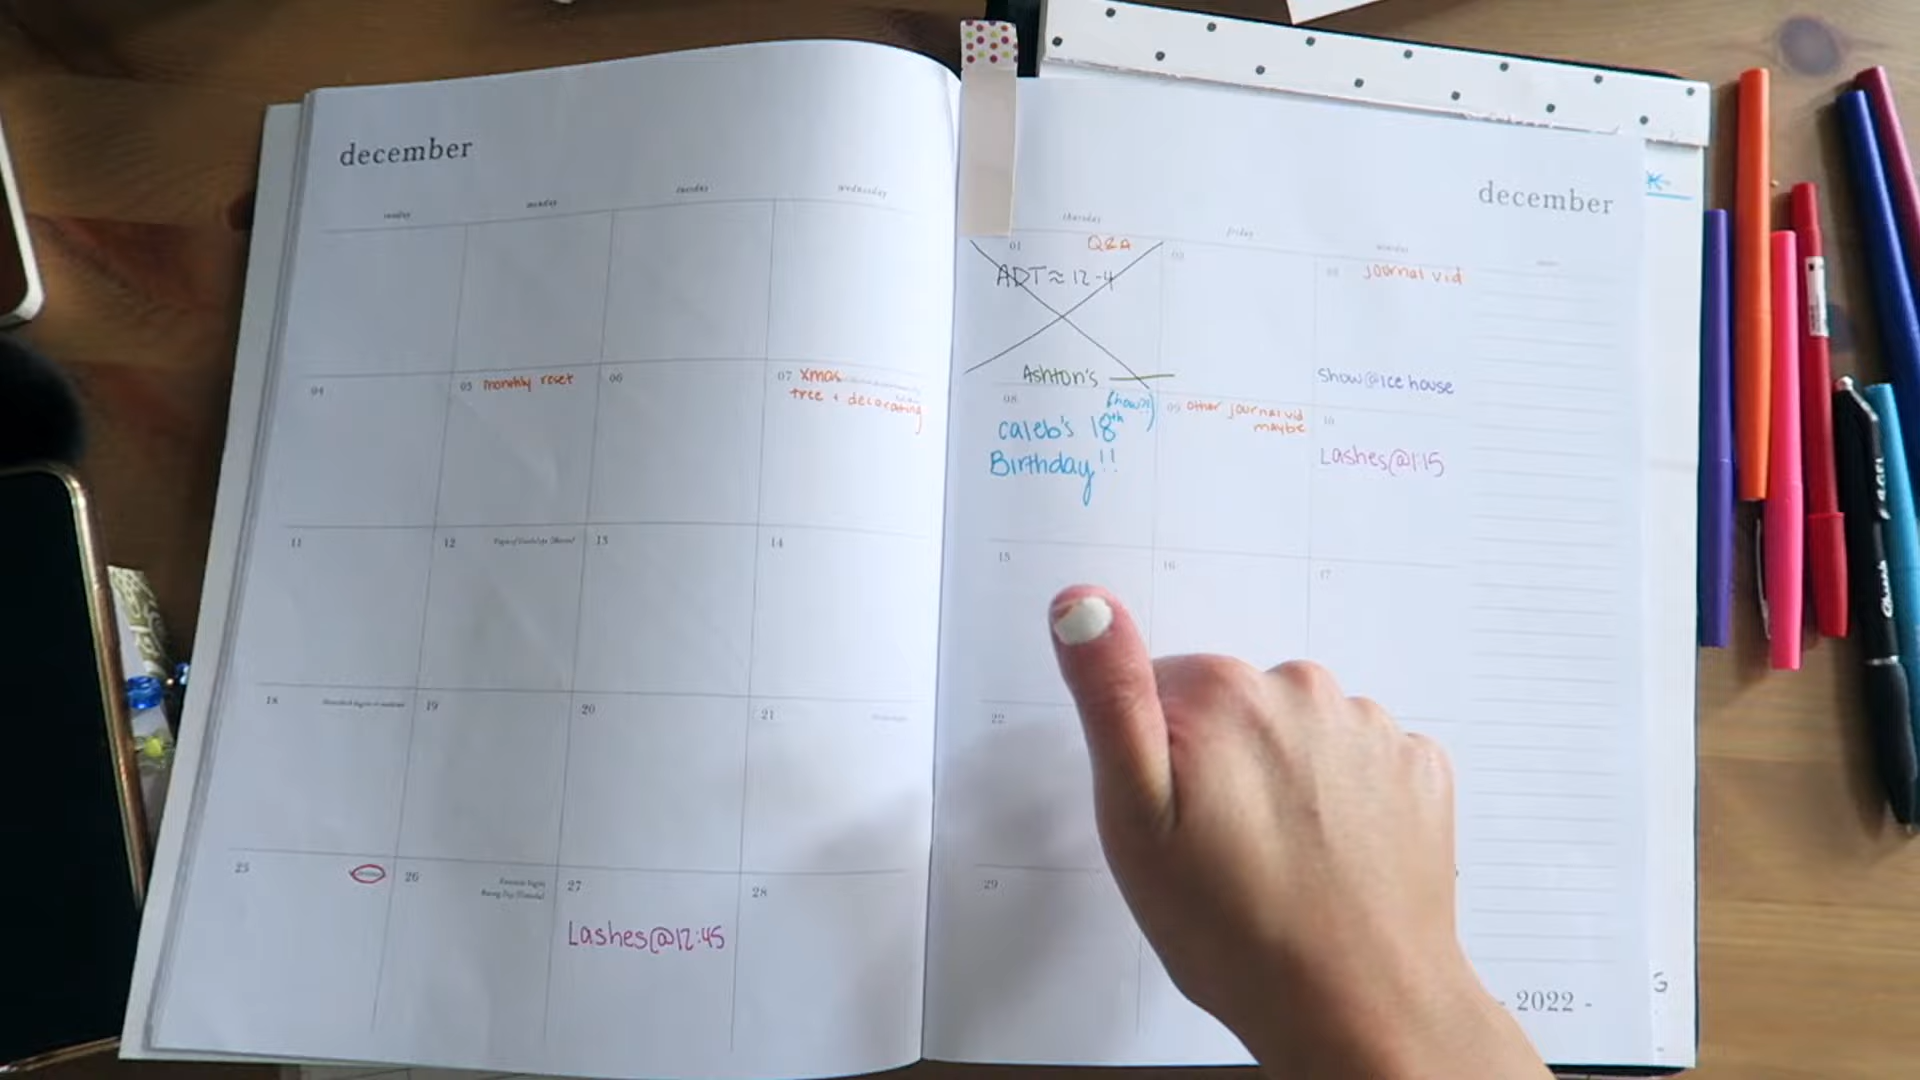 december
sunday
monday
tuesday
wednesday
04
05 monthly reset
06
07 xmas
tree + decorating
11
12
13
14
18
19
20
21
25
26
27
Lashes@12:45
28
december
thursday
friday
01 Q&A
ADT ≈ 12-4
Ashton's
journal vid
Show@Ice house
08
(how?!)
caleb's 18th
Birthday!!
09 other journal vid
maybe
10
Lashes@1:15
15
16
17
22
29
- 2022 -
G